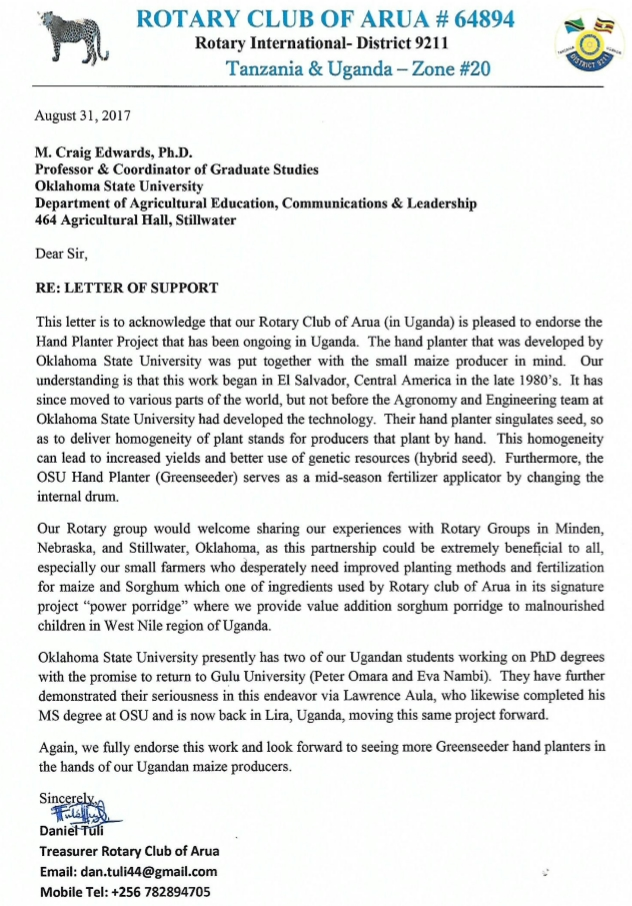 ROTARY CLUB OF ARUA # 64894
Rotary International- District 9211
Tanzania & Uganda – Zone #20
DISTRICT 9211
August 31, 2017
M. Craig Edwards, Ph.D.
Professor & Coordinator of Graduate Studies
Oklahoma State University
Department of Agricultural Education, Communications & Leadership
464 Agricultural Hall, Stillwater
Dear Sir,
RE: LETTER OF SUPPORT
This letter is to acknowledge that our Rotary Club of Arua (in Uganda) is pleased to endorse the
Hand Planter Project that has been ongoing in Uganda. The hand planter that was developed by
Oklahoma State University was put together with the small maize producer in mind. Our
understanding is that this work began in El Salvador, Central America in the late 1980's. It has
since moved to various parts of the world, but not before the Agronomy and Engineering team at
Oklahoma State University had developed the technology. Their hand planter singulates seed, so
as to deliver homogeneity of plant stands for producers that plant by hand. This homogeneity
can lead to increased yields and better use of genetic resources (hybrid seed). Furthermore, the
OSU Hand Planter (Greenseeder) serves as a mid-season fertilizer applicator by changing the
internal drum.
Our Rotary group would welcome sharing our experiences with Rotary Groups in Minden,
Nebraska, and Stillwater, Oklahoma, as this partnership could be extremely beneficial to all,
especially our small farmers who desperately need improved planting methods and fertilization
for maize and Sorghum which one of ingredients used by Rotary club of Arua in its signature
project “power porridge” where we provide value addition sorghum porridge to malnourished
children in West Nile region of Uganda.
Oklahoma State University presently has two of our Ugandan students working on PhD degrees
with the promise to return to Gulu University (Peter Omara and Eva Nambi). They have further
demonstrated their seriousness in this endeavor via Lawrence Aula, who likewise completed his
MS degree at OSU and is now back in Lira, Uganda, moving this same project forward.
Again, we fully endorse this work and look forward to seeing more Greenseeder hand planters in
the hands of our Ugandan maize producers.
Sincerely,
Daniel Tuli
Treasurer Rotary Club of Arua
Email: dan.tuli44@gmail.com
Mobile Tel: +256 782894705